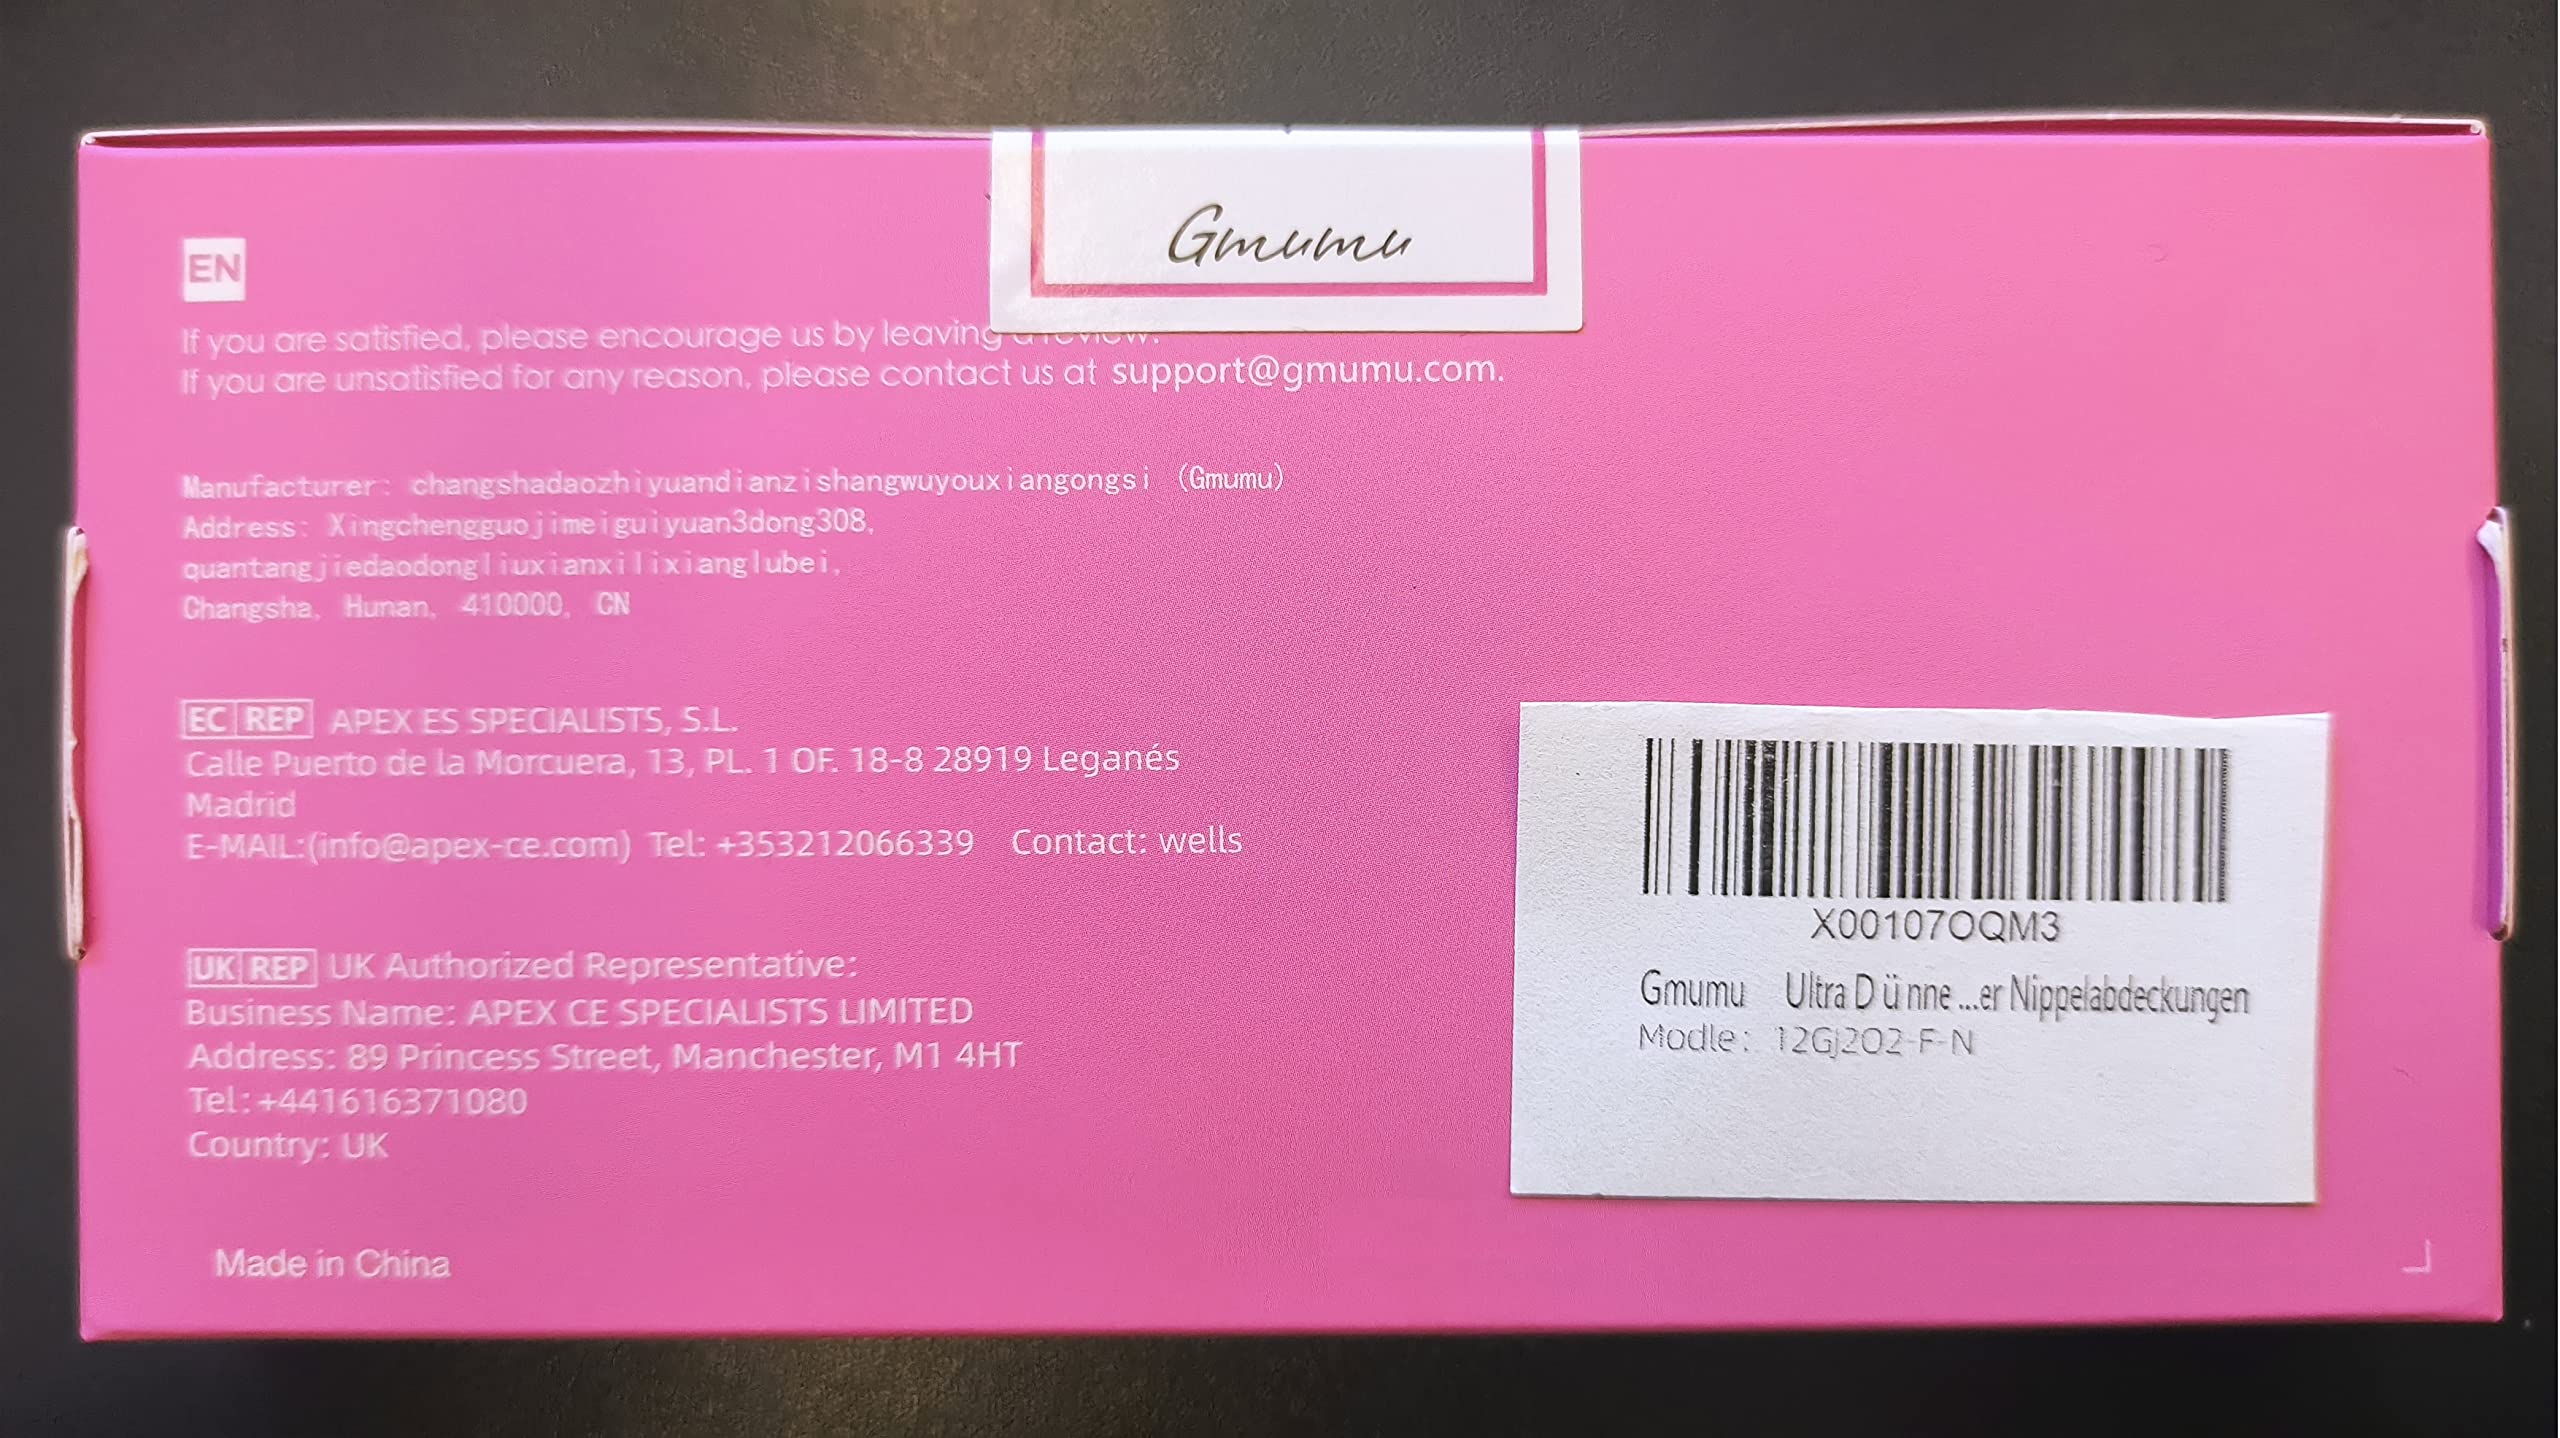 Gmumu
EN
If you are satisfied, please encourage us by leaving a review.
If you are unsatisfied for any reason, please contact us at support@gmumu.com.
Manufacturer: changshadaozhiyuandianzishangwuyouxiangongsi (Gmumu)
Address: Xingchengguojimeiguiyuan3dong308,
quantangjiedaodongliuxianxilixianglubei,
Changsha, Hunan, 410000, CN
EC REP APEX ES SPECIALISTS, S.L.
Calle Puerto de la Morcuera, 13, PL. 1 OF. 18-8 28919 Leganés
Madrid
E-MAIL:(info@apex-ce.com) Tel: +353212066339 Contact: wells
UK REP UK Authorized Representative:
Business Name: APEX CE SPECIALISTS LIMITED
Address: 89 Princess Street, Manchester, M1 4HT
Tel: +441616371080
Country: UK
Made in China
X00107OQM3
Gmumu Ultra Dünne ...er Nippelabdeckungen
Modle: 12Gj202-F-N